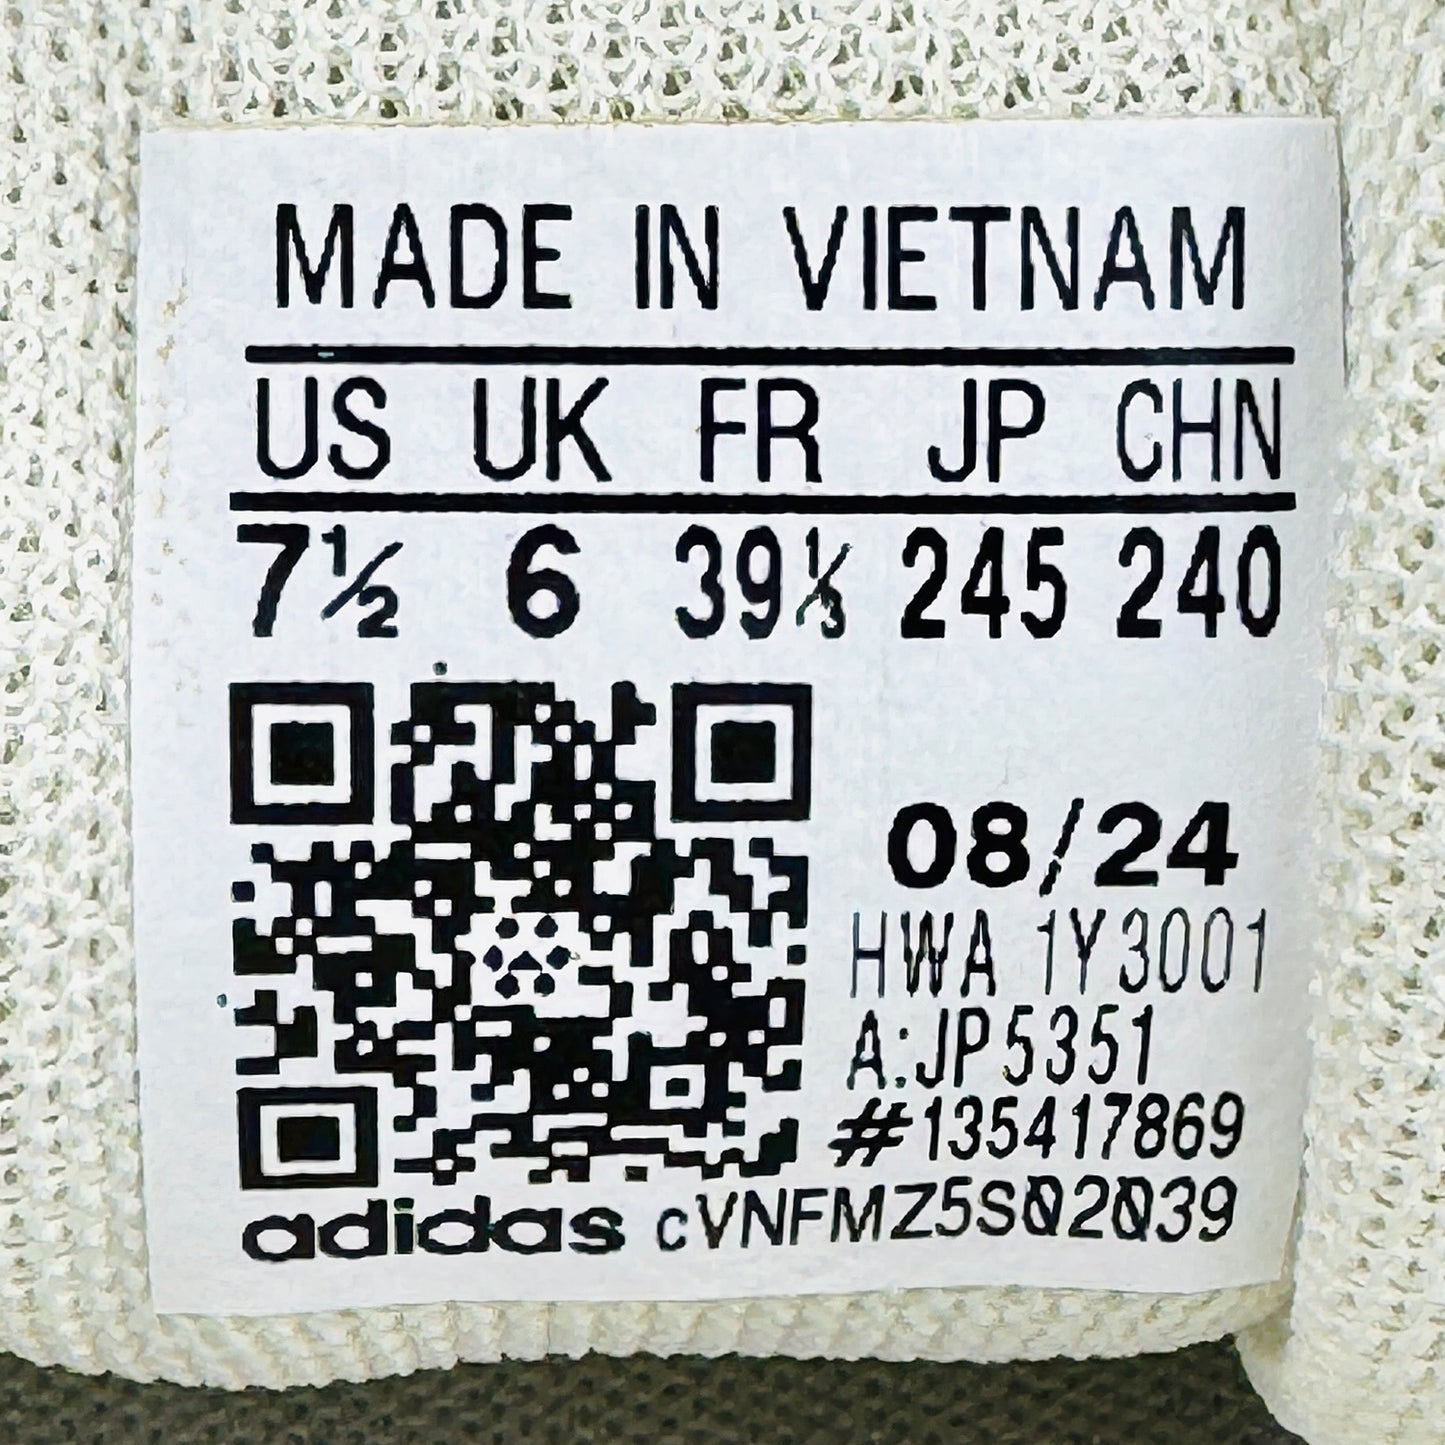 MADE IN VIETNAM
US UK FR JP CHN
7½ 6 39⅓ 245 240
08/24
HWA 1Y3001
A:JP5351
#135417869
adidas cVNFMZ5S02039